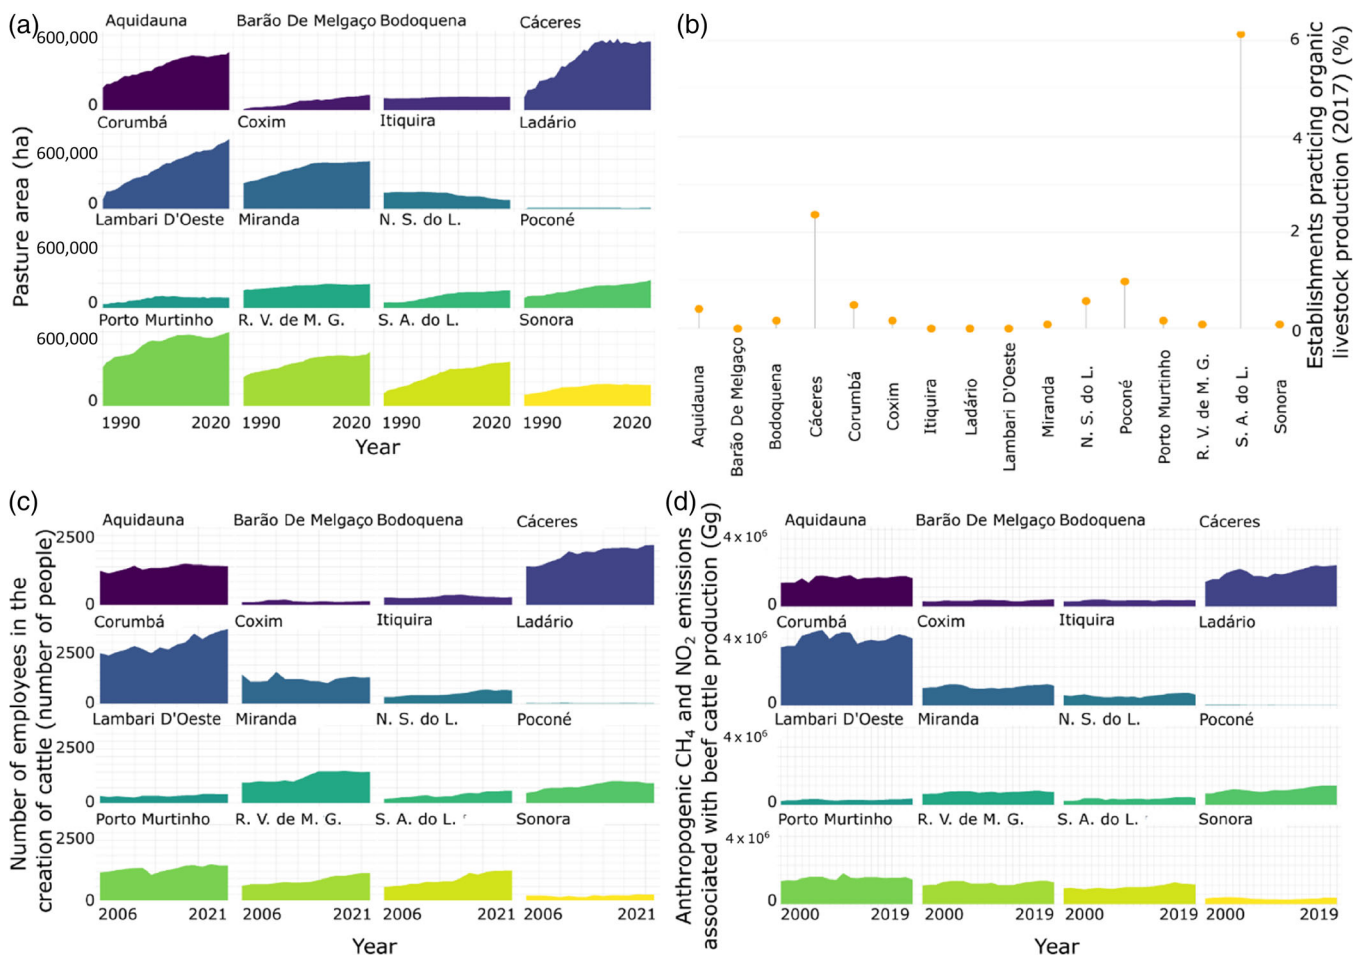 (a)
Aquidauna Barão De Melgaço Bodoquena Cáceres
600,000
0
Corumbá Coxim Itiquira Ladário
600,000
0
Lambari D'Oeste Miranda N. S. do L. Poconé
600,000
0
Porto Murtinho R. V. de M. G. S. A. do L. Sonora
600,000
0
1990 2020 1990 2020 1990 2020 1990 2020
Year
Pasture area (ha)
(b)
6
4
2
0
Establishments practicing organic
livestock production (2017) (%)
Aquidauna
Barão De Melgaço
Bodoquena
Cáceres
Corumbá
Coxim
Itiquira
Ladário
Lambari D'Oeste
Miranda
N. S. do L.
Poconé
Porto Murtinho
R. V. de M. G.
S. A. do L.
Sonora
(c)
Aquidauna Barão De Melgaço Bodoquena Cáceres
2500
0
Corumbá Coxim Itiquira Ladário
2500
0
Lambari D'Oeste Miranda N. S. do L. Poconé
2500
0
Porto Murtinho R. V. de M. G. S. A. do L. Sonora
2500
0
2006 2021 2006 2021 2006 2021 2006 2021
Year
Number of employees in the
creation of cattle (number of people)
(d)
Aquidauna Barão De Melgaço Bodoquena Cáceres
4 x 10⁶
0
Corumbá Coxim Itiquira Ladário
4 x 10⁶
0
Lambari D'Oeste Miranda N. S. do L. Poconé
4 x 10⁶
0
Porto Murtinho R. V. de M. G. S. A. do L. Sonora
4 x 10⁶
0
2000 2019 2000 2019 2000 2019 2000 2019
Year
Anthropogenic CH₄ and NO₂ emissions
associated with beef cattle production (Gg)